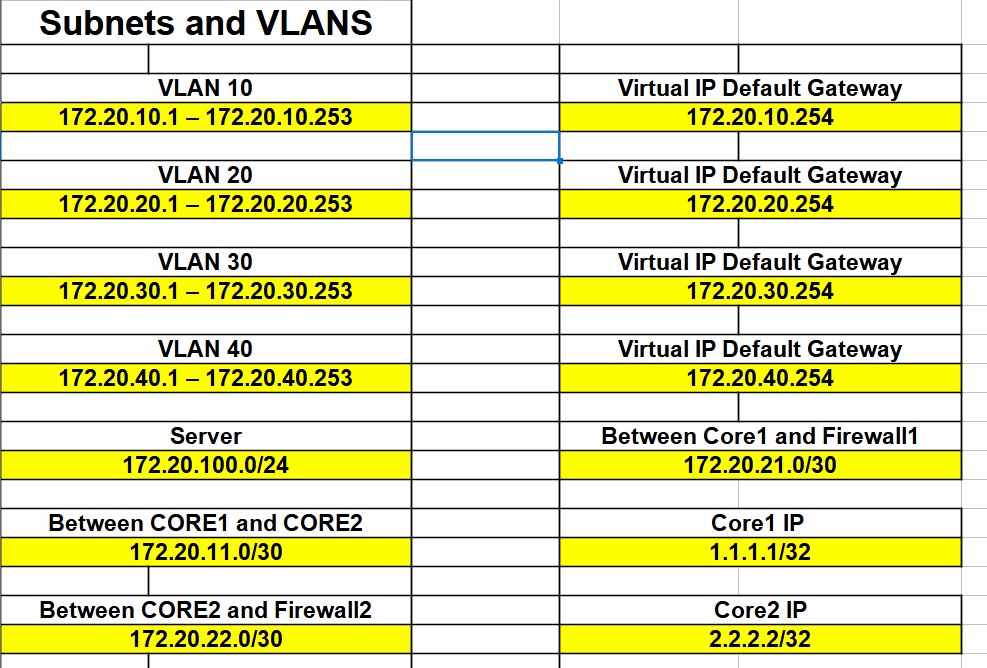 Subnets and VLANS
VLAN 10
Virtual IP Default Gateway
172.20.10.1 – 172.20.10.253
172.20.10.254
VLAN 20
Virtual IP Default Gateway
172.20.20.1 – 172.20.20.253
172.20.20.254
VLAN 30
Virtual IP Default Gateway
172.20.30.1 – 172.20.30.253
172.20.30.254
VLAN 40
Virtual IP Default Gateway
172.20.40.1 – 172.20.40.253
172.20.40.254
Server
Between Core1 and Firewall1
172.20.100.0/24
172.20.21.0/30
Between CORE1 and CORE2
Core1 IP
172.20.11.0/30
1.1.1.1/32
Between CORE2 and Firewall2
Core2 IP
172.20.22.0/30
2.2.2.2/32